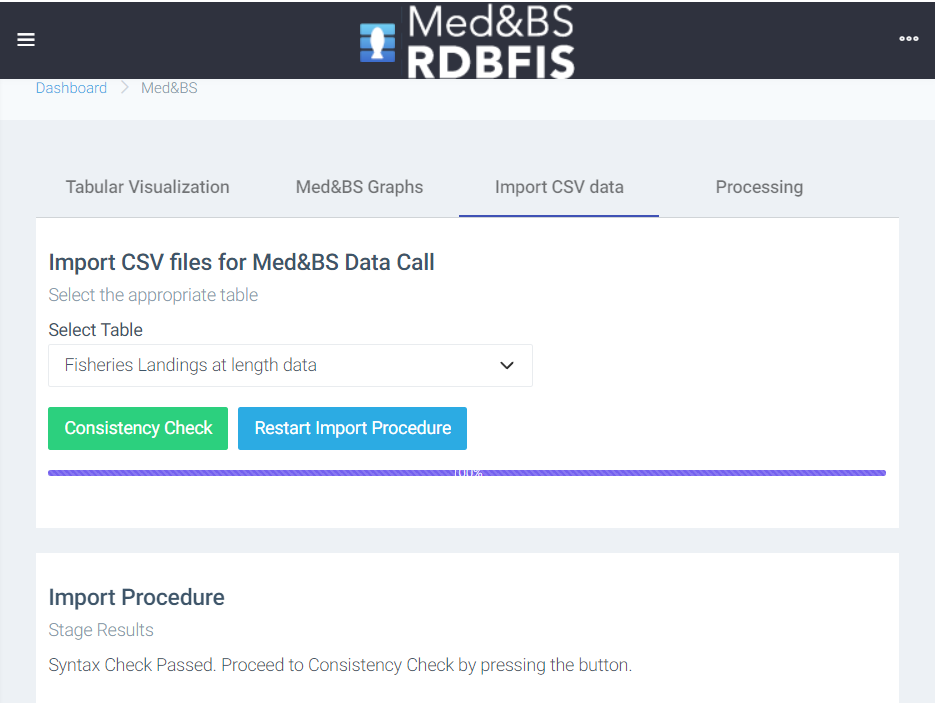 Med&BS
RDBFIS
Dashboard > Med&BS
Tabular Visualization
Med&BS Graphs
Import CSV data
Processing
Import CSV files for Med&BS Data Call
Select the appropriate table
Select Table
Fisheries Landings at length data
Consistency Check
Restart Import Procedure
100%
Import Procedure
Stage Results
Syntax Check Passed. Proceed to Consistency Check by pressing the button.